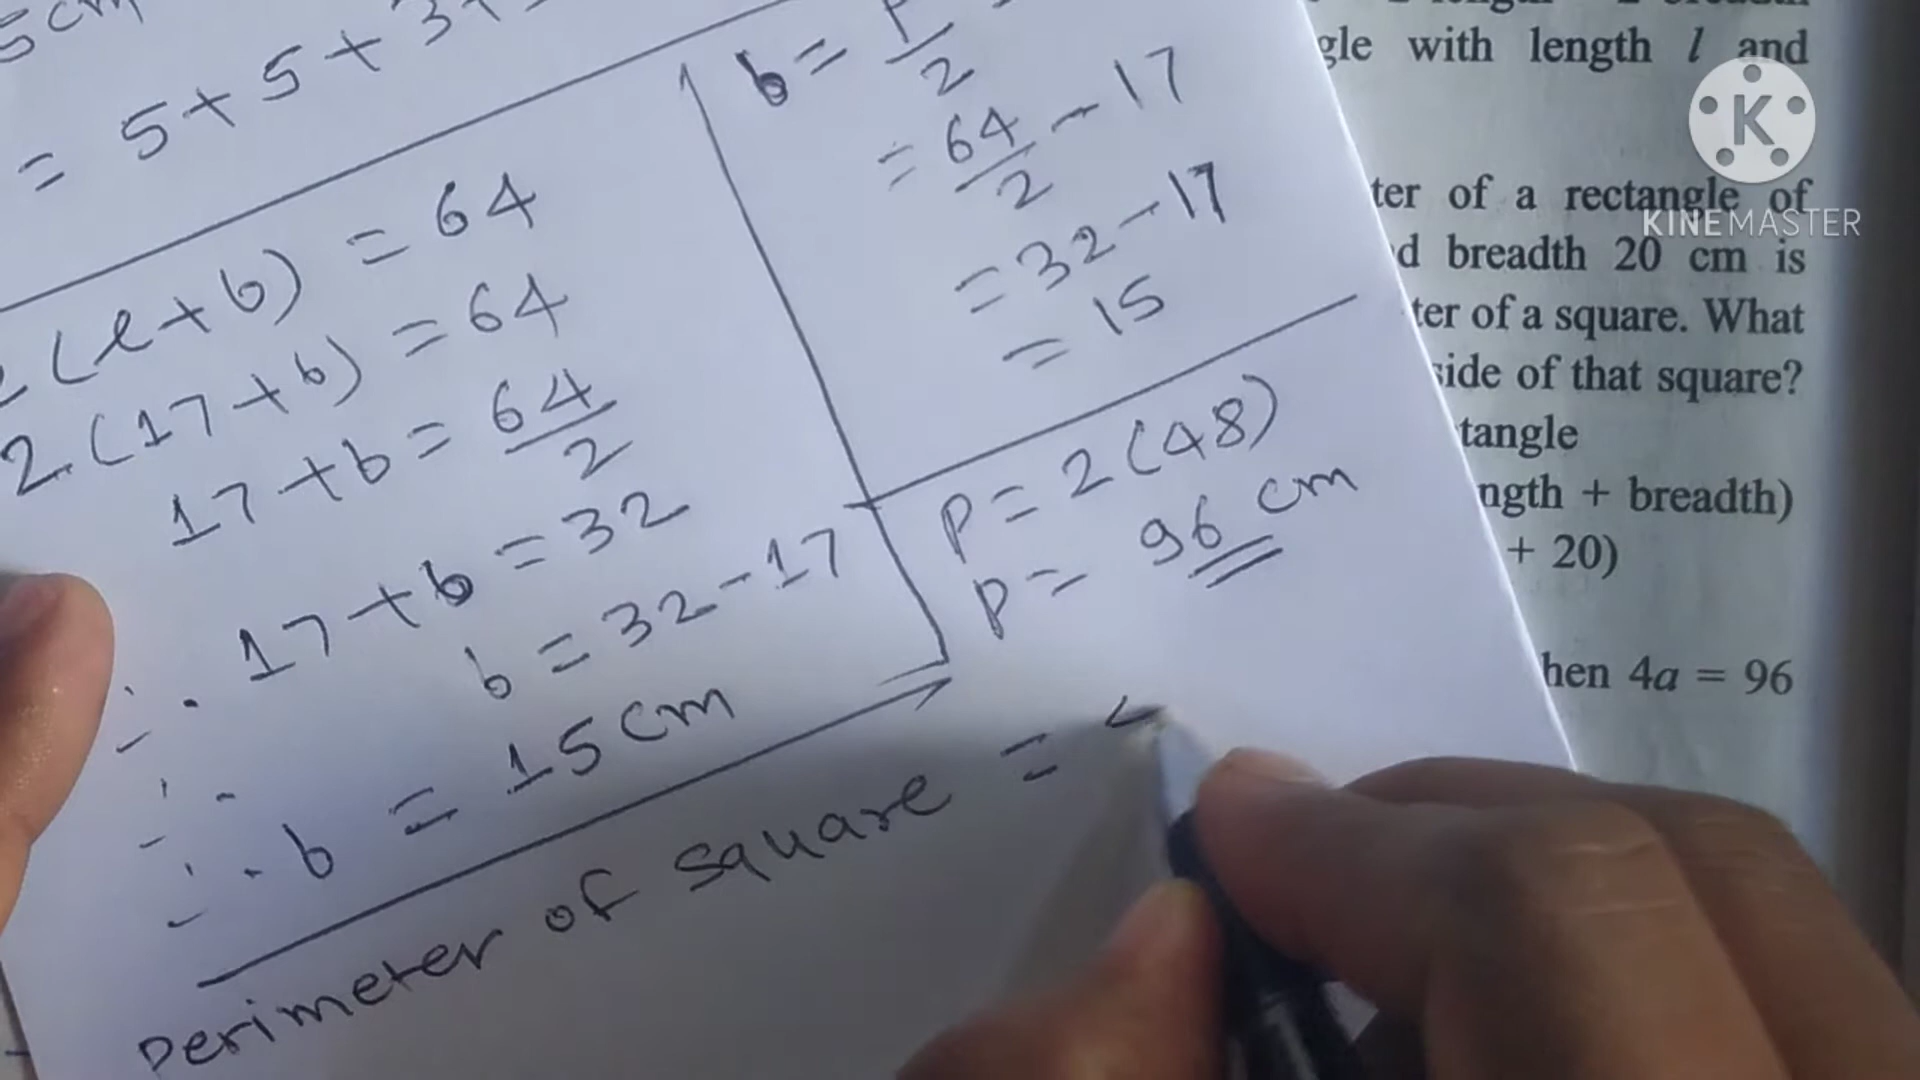 5cm
= 5 + 5 + 3
(l + b) = 64
2 (17 + b) = 64
17 + b = 64/2
∴ 17 + b = 32
b = 32 - 17
∴ b = 15 cm
b = P/2
= 64/2 - 17
= 32 - 17
= 15
P = 2 (48)
P = 96 cm
Perimeter of square =
gle with length l and
K
KINEMASTER
ter of a rectangle of
d breadth 20 cm is
ter of a square. What
side of that square?
tangle
ngth + breadth)
+ 20)
hen 4a = 96